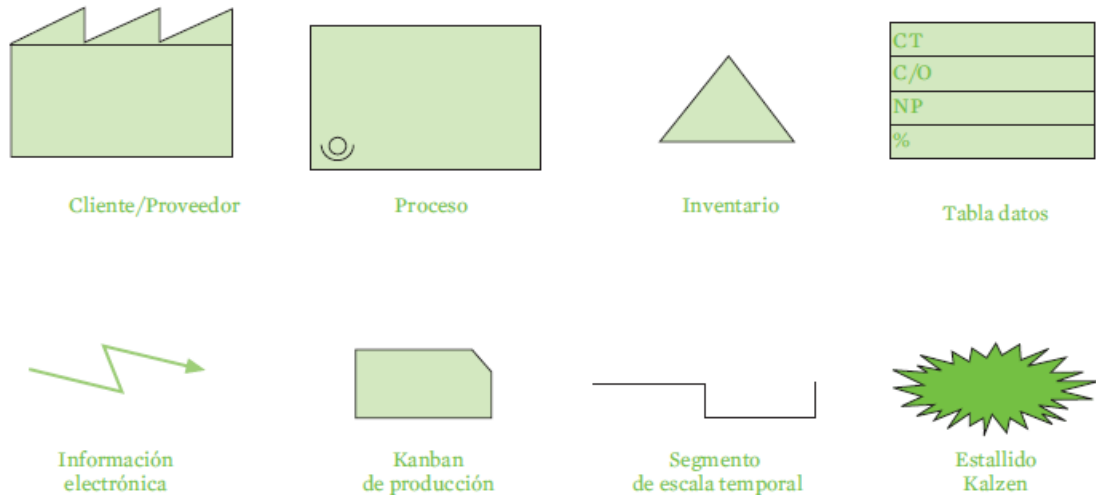 CT
C/O
NP
%
Cliente/Proveedor
Proceso
Inventario
Tabla datos
Información
electrónica
Kanban
de producción
Segmento
de escala temporal
Estallido
Kalzen